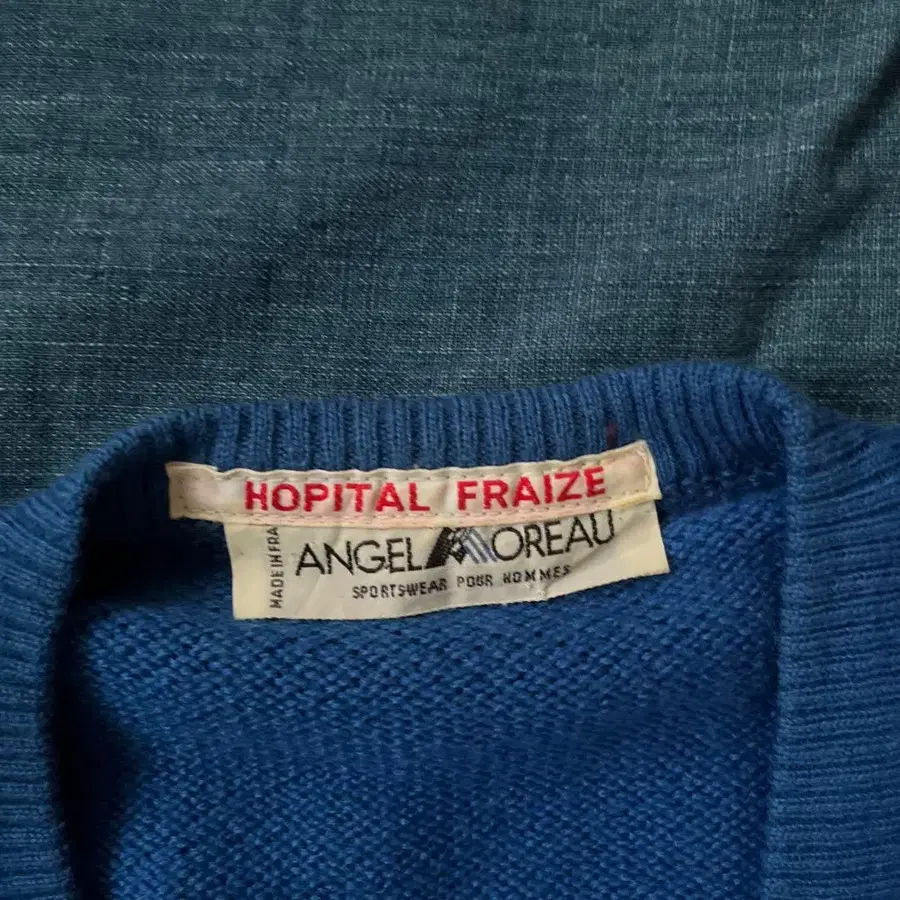 HOPITAL FRAIZE
MADE IN FRA
ANGEL MOREAU
SPORTSWEAR POUR HOMMES